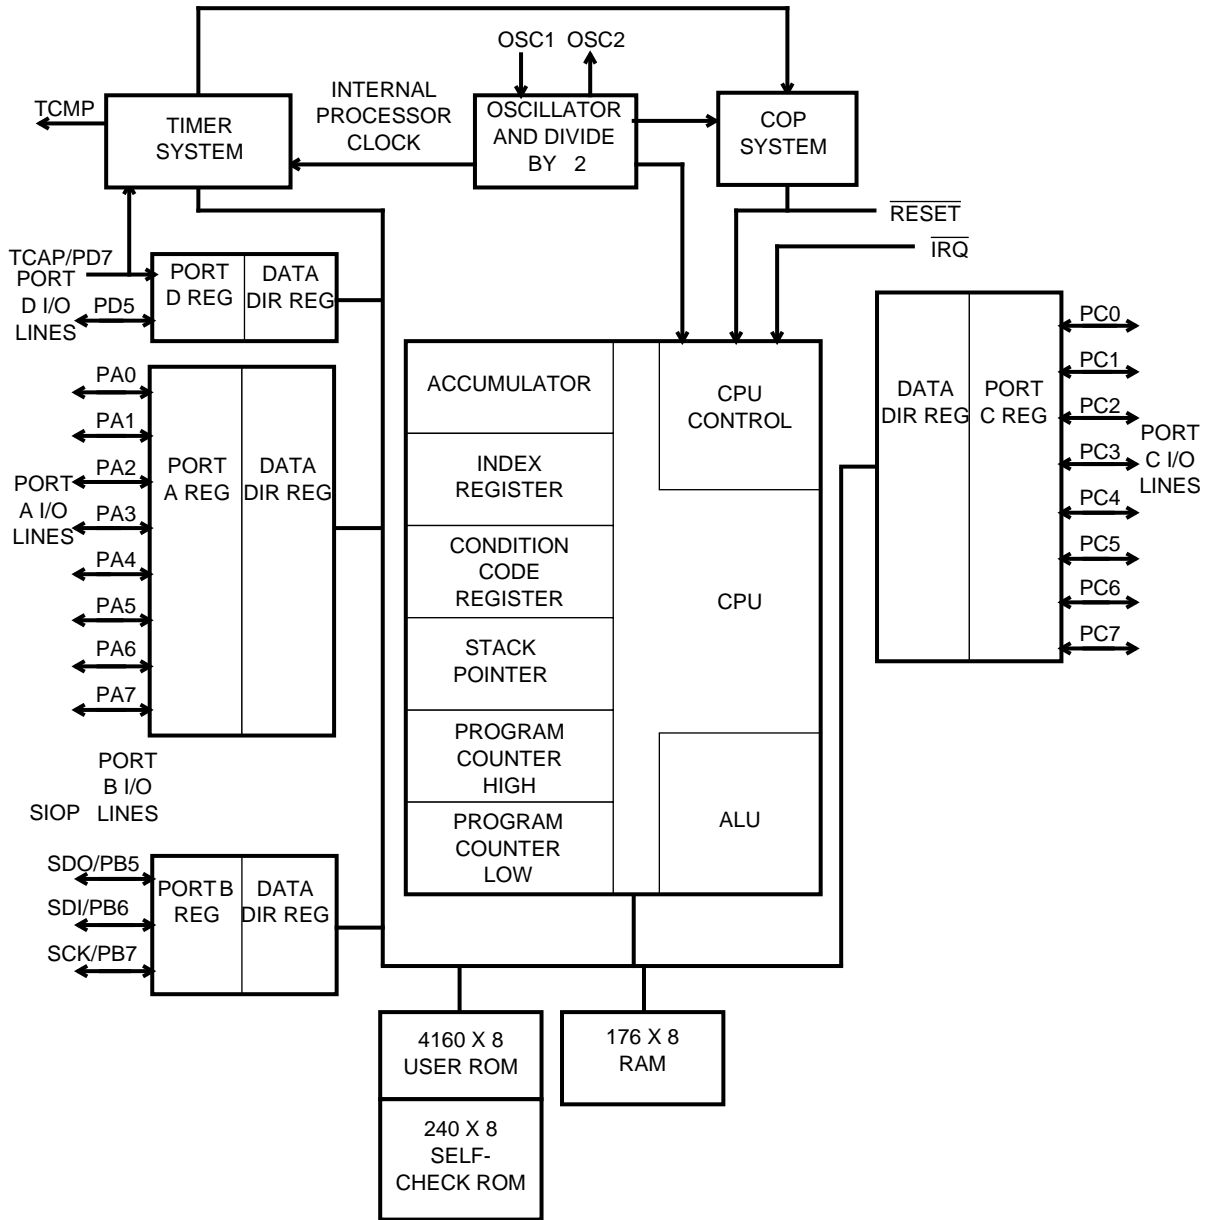 OSC1 OSC2
TCMP
TIMER
SYSTEM
INTERNAL
PROCESSOR
CLOCK
OSCILLATOR
AND DIVIDE
BY 2
COP
SYSTEM
RESET
IRQ
TCAP/PD7
PORT
D I/O
LINES
PD5
PORT
D REG
DATA
DIR REG
PA0
PA1
PA2
PA3
PA4
PA5
PA6
PA7
PORT
A I/O
LINES
PORT
A REG
DATA
DIR REG
ACCUMULATOR
INDEX
REGISTER
CONDITION
CODE
REGISTER
STACK
POINTER
PROGRAM
COUNTER
HIGH
PROGRAM
COUNTER
LOW
CPU
CONTROL
CPU
ALU
DATA
DIR REG
PORT
C REG
PC0
PC1
PC2
PC3
PC4
PC5
PC6
PC7
PORT
C I/O
LINES
PORT
B I/O
LINES
SIOP
SDO/PB5
SDI/PB6
SCK/PB7
PORT B
REG
DATA
DIR REG
4160 X 8
USER ROM
240 X 8
SELF-
CHECK ROM
176 X 8
RAM